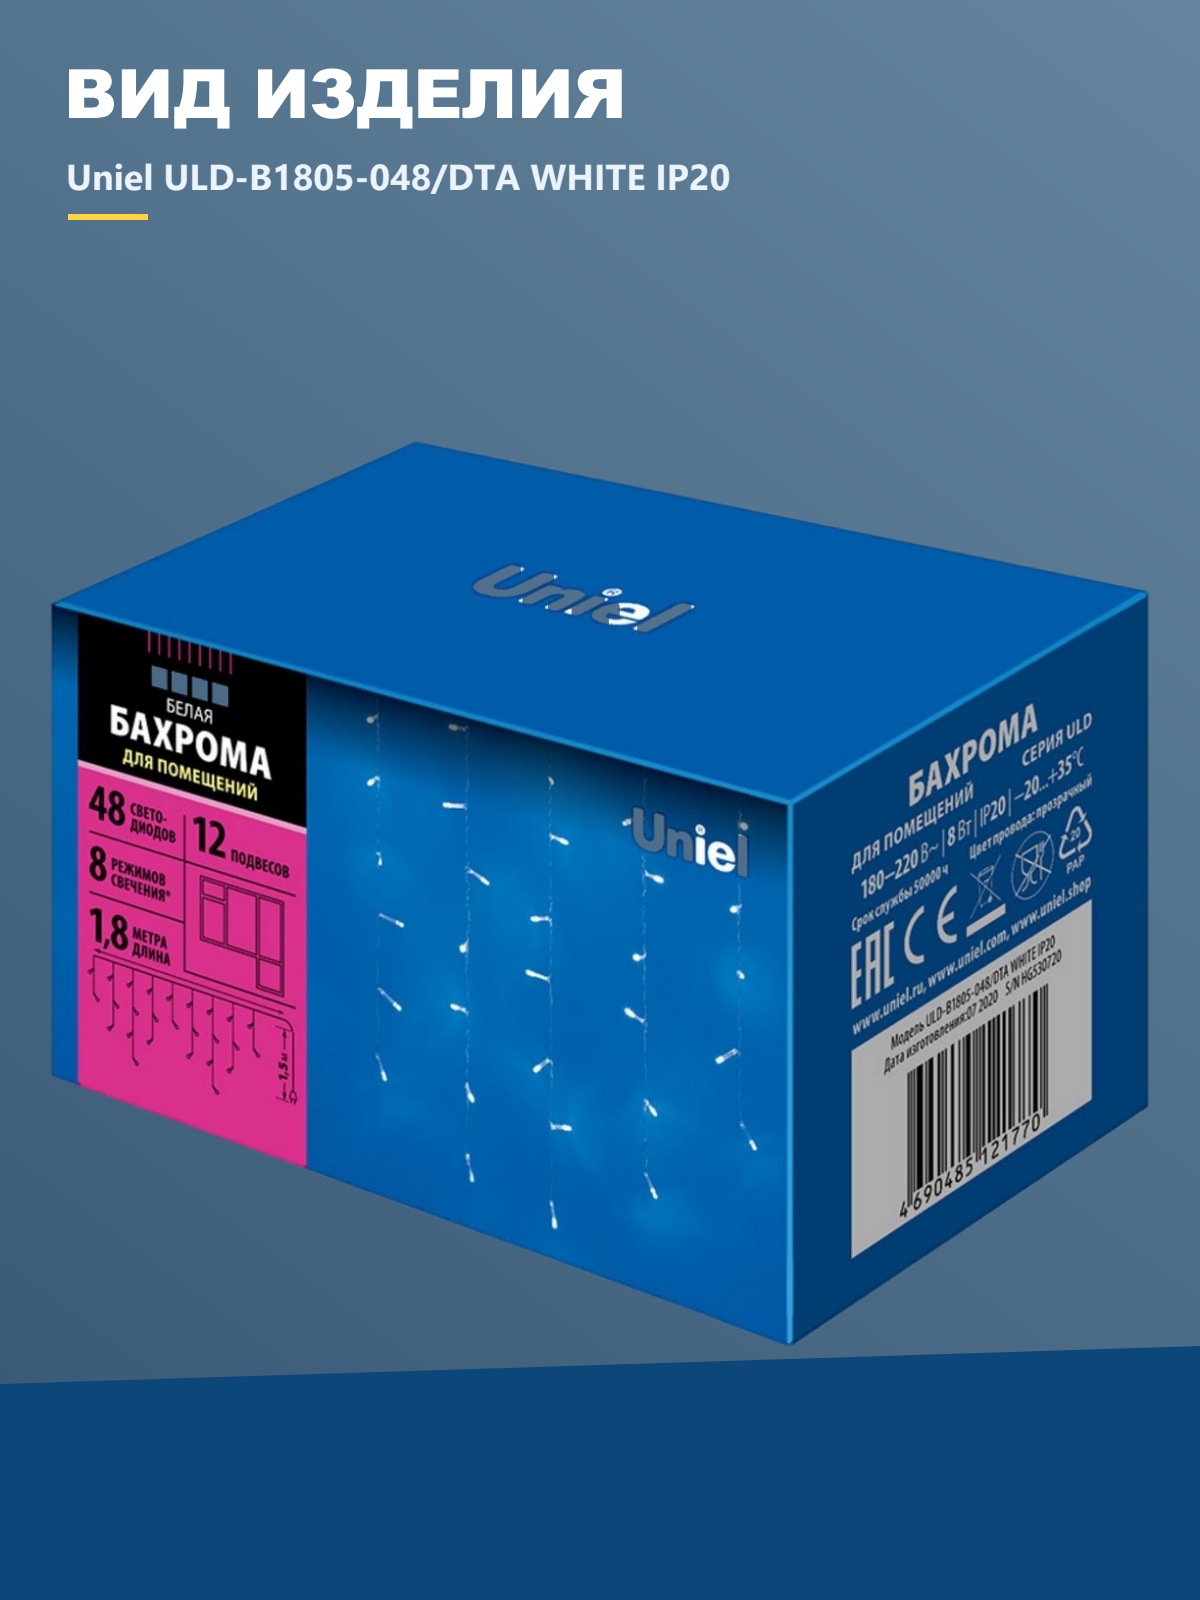 ВИД ИЗДЕЛИЯ
Uniel ULD-B1805-048/DTA WHITE IP20
Uniel
БЕЛАЯ
БАХРОМА
ДЛЯ ПОМЕЩЕНИЙ
48 СВЕТО-
ДИОДОВ
12 ПОДВЕСОВ
8 РЕЖИМОВ
СВЕЧЕНИЯ*
1,8 МЕТРА
ДЛИНА
1,5 м
Uniel
БАХРОМА
ДЛЯ ПОМЕЩЕНИЙ СЕРИЯ ULD
180–220 В~ | 8 Вт | IP20 | –20...+35°C
Срок службы 50000 ч Цвет провода: прозрачный
EAC CE
20
PAP
www.uniel.ru, www.uniel.com, www.uniel.shop
Модель ULD-B1805-048/DTA WHITE IP20
Дата изготовления:07 2020 S/N HG530720
4 690485 121770